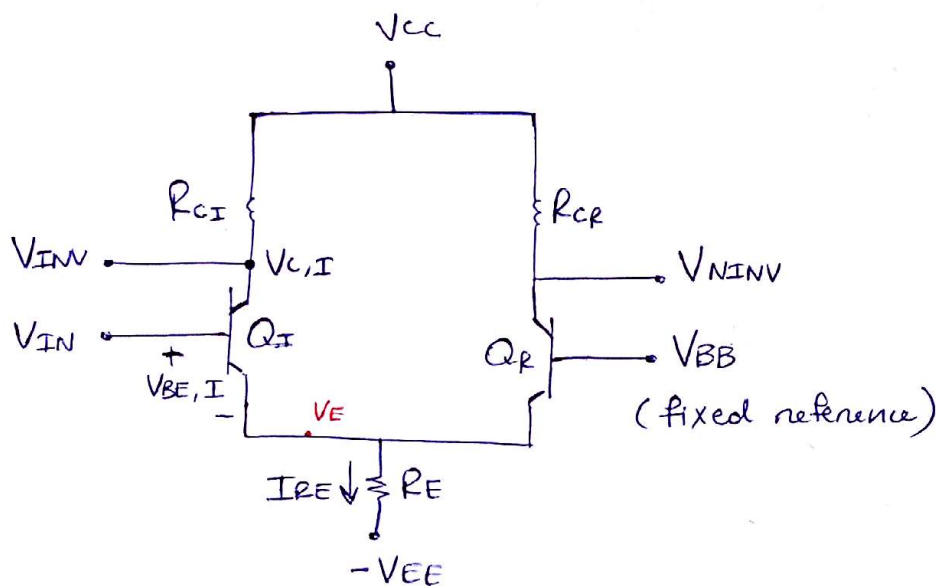 VCC
RCI
RCR
VINV
VC,I
VNINV
VIN
QI
QR
VBB
+
VBE,I
-
VE
(fixed reference)
IRE
RE
-VEE